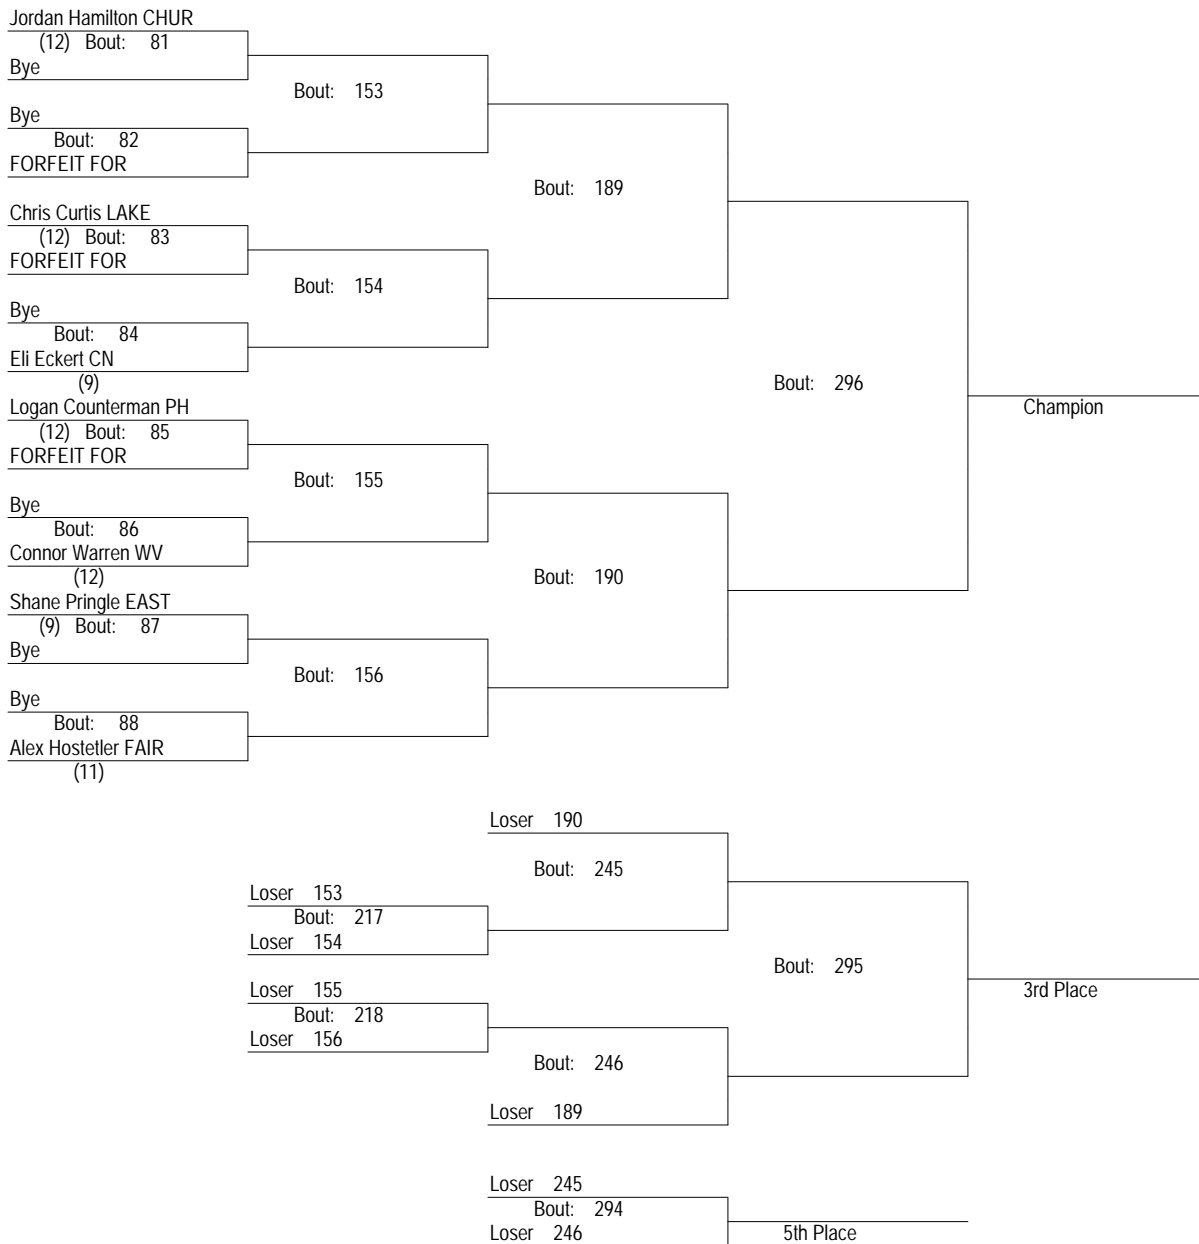 Jordan Hamilton CHUR
(12) Bout: 81
Bye
Bout: 153
Bye
Bout: 82
FORFEIT FOR
Bout: 189
Chris Curtis LAKE
(12) Bout: 83
FORFEIT FOR
Bout: 154
Bye
Bout: 84
Eli Eckert CN
(9)
Bout: 296
Champion
Logan Counterman PH
(12) Bout: 85
FORFEIT FOR
Bout: 155
Bye
Bout: 86
Connor Warren WV
(12)
Bout: 190
Shane Pringle EAST
(9) Bout: 87
Bye
Bout: 156
Bye
Bout: 88
Alex Hostetler FAIR
(11)
Loser 190
Bout: 245
Loser 153
Bout: 217
Loser 154
Bout: 295
3rd Place
Loser 155
Bout: 218
Loser 156
Bout: 246
Loser 189
Loser 245
Bout: 294
Loser 246
5th Place